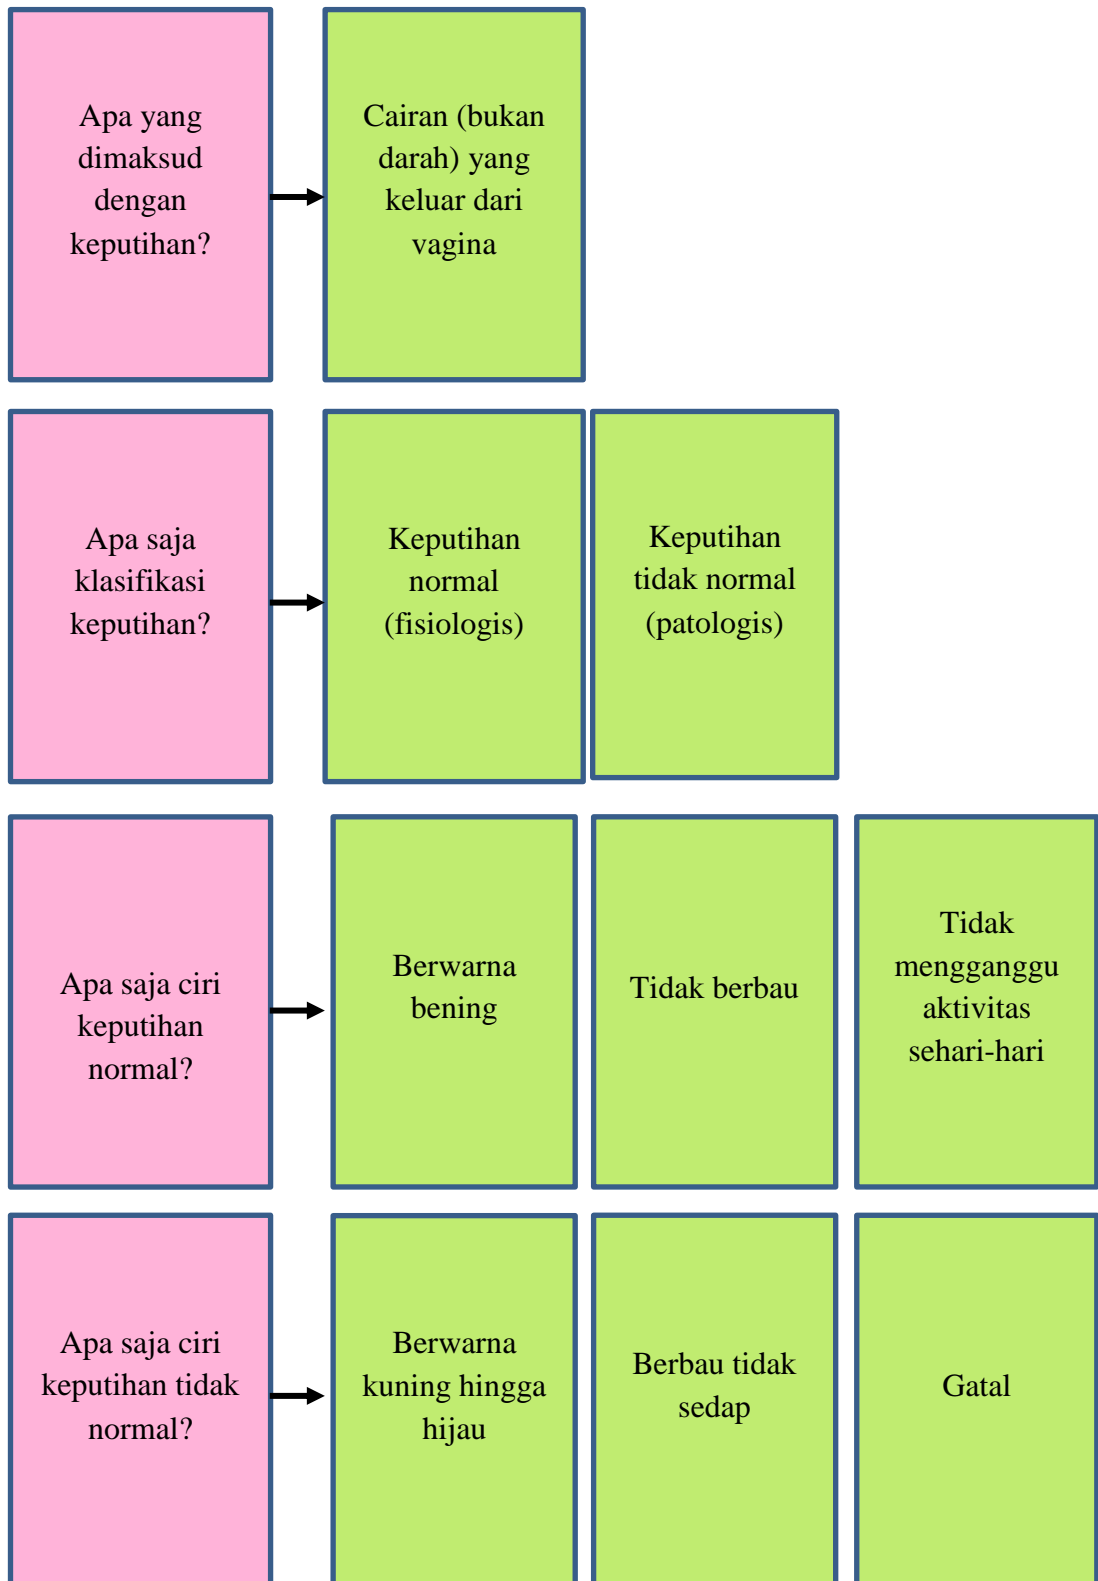 Apa yang
dimaksud
dengan
keputihan?
Cairan (bukan
darah) yang
keluar dari
vagina
Apa saja
klasifikasi
keputihan?
Keputihan
normal
(fisiologis)
Keputihan
tidak normal
(patologis)
Apa saja ciri
keputihan
normal?
Berwarna
bening
Tidak berbau
Tidak
mengganggu
aktivitas
sehari-hari
Apa saja ciri
keputihan tidak
normal?
Berwarna
kuning hingga
hijau
Berbau tidak
sedap
Gatal